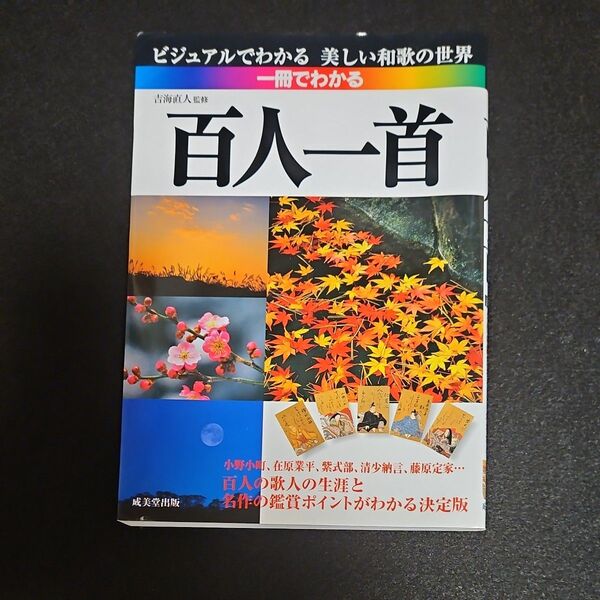 ビジュアルでわかる 美しい和歌の世界
一冊でわかる
吉海直人 監修
百人一首
小野小町、在原業平、紫式部、清少納言、藤原定家…
百人の歌人の生涯と
名作の鑑賞ポイントがわかる決定版
成美堂出版